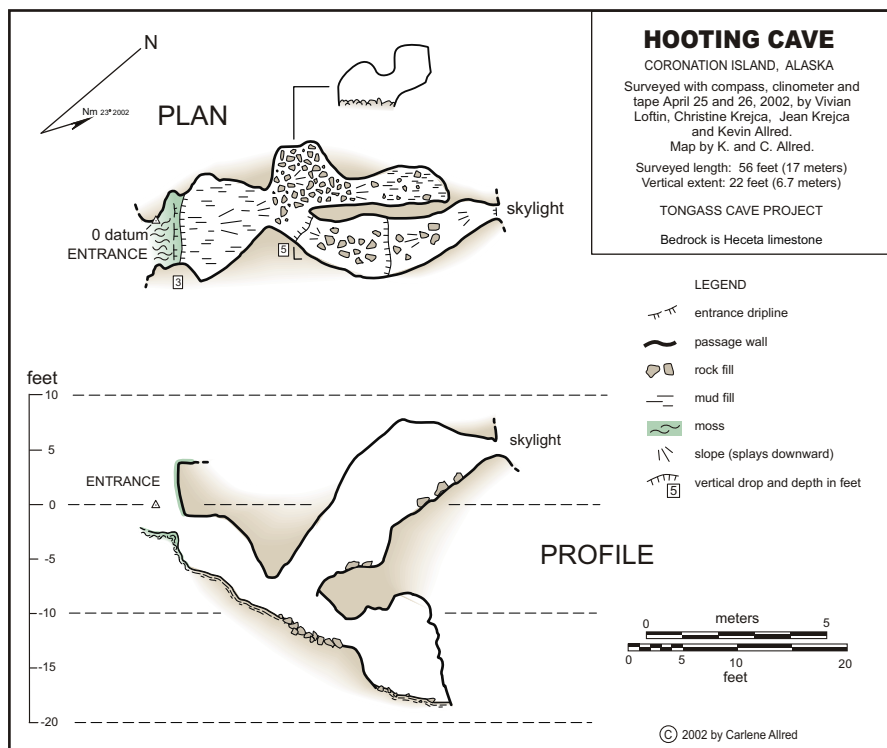 N
Nm 23° 2002
PLAN
0 datum
ENTRANCE
3
5
skylight
HOOTING CAVE
CORONATION ISLAND, ALASKA
Surveyed with compass, clinometer and
tape April 25 and 26, 2002, by Vivian
Loftin, Christine Krejca, Jean Krejca
and Kevin Allred.
Map by K. and C. Allred.
Surveyed length: 56 feet (17 meters)
Vertical extent: 22 feet (6.7 meters)
TONGASS CAVE PROJECT
Bedrock is Heceta limestone
LEGEND
entrance dripline
passage wall
rock fill
mud fill
moss
slope (splays downward)
5 vertical drop and depth in feet
feet
10
5
0
-5
-10
-15
-20
ENTRANCE
skylight
PROFILE
meters
0 5
0 5 10 20
feet
© 2002 by Carlene Allred